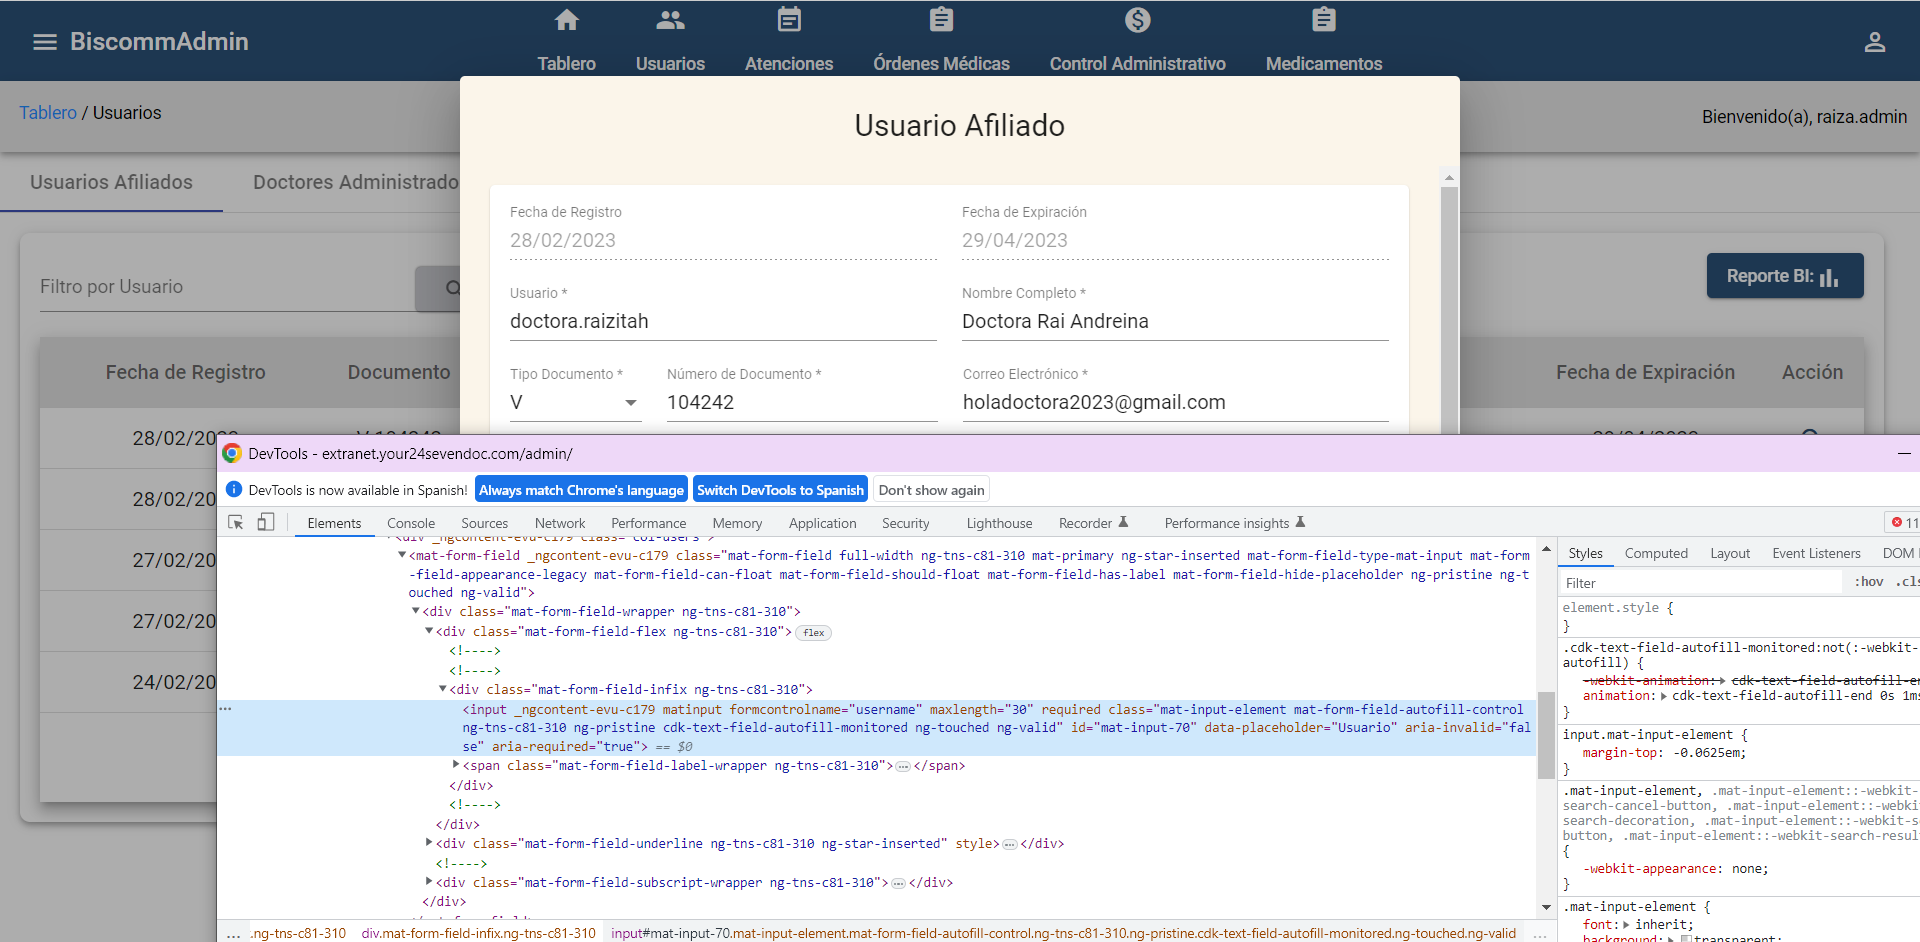 BiscommAdmin
Tablero
Usuarios
Atenciones
Órdenes Médicas
Control Administrativo
Medicamentos
Tablero / Usuarios
Bienvenido(a), raiza.admin
Usuarios Afiliados
Doctores Administrado
Filtro por Usuario
Reporte BI:
Fecha de Registro
Documento
Fecha de Expiración
Acción
28/02/20
28/02/20
27/02/20
27/02/20
24/02/20
Usuario Afiliado
Fecha de Registro
28/02/2023
Fecha de Expiración
29/04/2023
Usuario *
doctora.raizitah
Nombre Completo *
Doctora Rai Andreina
Tipo Documento *
V
Número de Documento *
104242
Correo Electrónico *
holadoctora2023@gmail.com
DevTools - extranet.your24sevendoc.com/admin/
DevTools is now available in Spanish!
Always match Chrome's language
Switch DevTools to Spanish
Don't show again
Elements
Console
Sources
Network
Performance
Memory
Application
Security
Lighthouse
Recorder
Performance insights
11
<mat-form-field _ngcontent-evu-c179 class="mat-form-field full-width ng-tns-c81-310 mat-primary ng-star-inserted mat-form-field-type-mat-input mat-form
-field-appearance-legacy mat-form-field-can-float mat-form-field-should-float mat-form-field-has-label mat-form-field-hide-placeholder ng-pristine ng-t
ouched ng-valid">
<div class="mat-form-field-wrapper ng-tns-c81-310">
<div class="mat-form-field-flex ng-tns-c81-310"> flex
<!---->
<!---->
<div class="mat-form-field-infix ng-tns-c81-310">
<input _ngcontent-evu-c179 matinput formcontrolname="username" maxlength="30" required class="mat-input-element mat-form-field-autofill-control
ng-tns-c81-310 ng-pristine cdk-text-field-autofill-monitored ng-touched ng-valid" id="mat-input-70" data-placeholder="Usuario" aria-invalid="fal
se" aria-required="true"> == $0
<span class="mat-form-field-label-wrapper ng-tns-c81-310">…</span>
</div>
<!---->
</div>
<div class="mat-form-field-underline ng-tns-c81-310 ng-star-inserted" style>…</div>
<!---->
<div class="mat-form-field-subscript-wrapper ng-tns-c81-310">…</div>
</div>
... .ng-tns-c81-310 div.mat-form-field-infix.ng-tns-c81-310 input#mat-input-70.mat-input-element.mat-form-field-autofill-control.ng-tns-c81-310.ng-pristine.cdk-text-field-autofill-monitored.ng-touched.ng-valid ...
Styles
Computed
Layout
Event Listeners
DOM
Filter
:hov
.cls
element.style {
}
.cdk-text-field-autofill-monitored:not(:-webkit-
autofill) {
-webkit-animation: cdk-text-field-autofill-en
animation: cdk-text-field-autofill-end 0s 1ms
}
input.mat-input-element {
margin-top: -0.0625em;
}
.mat-input-element, .mat-input-element::-webkit-
search-cancel-button, .mat-input-element::-webki
search-decoration, .mat-input-element::-webkit-s
button, .mat-input-element::-webkit-search-resul
{
-webkit-appearance: none;
}
.mat-input-element {
font: inherit;
background: transparent;